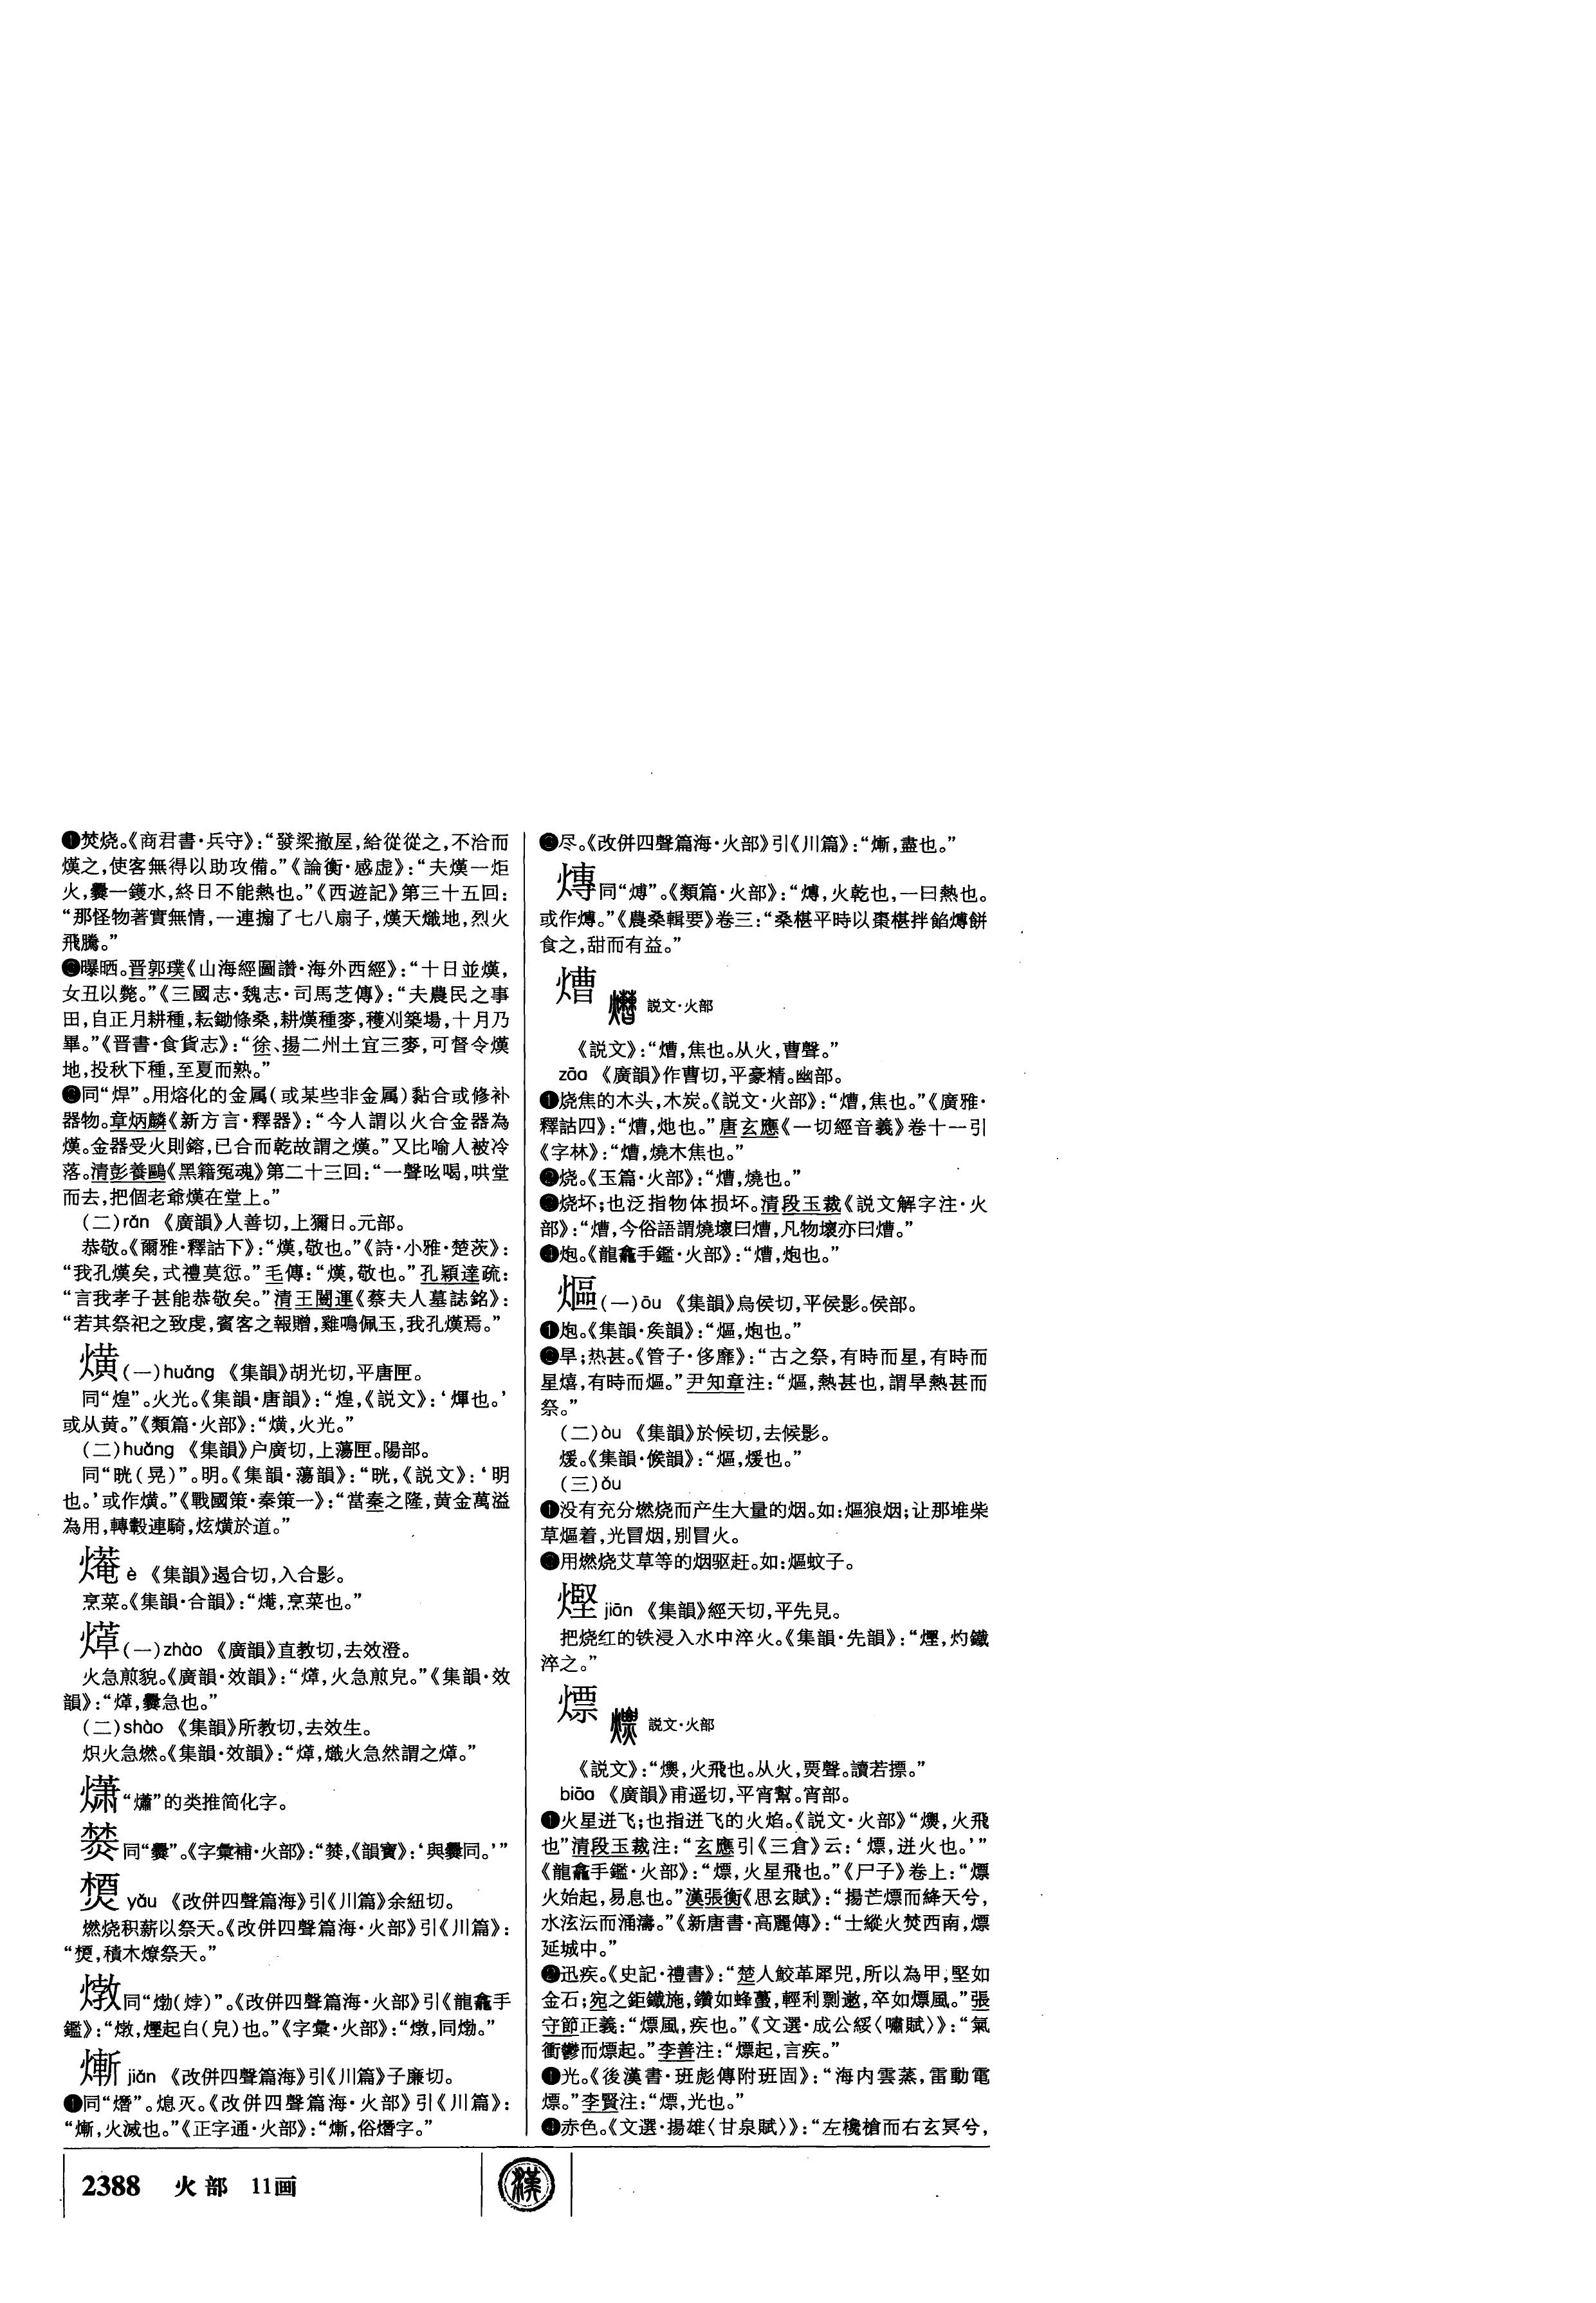 ❶焚烧。《商君書·兵守》：“發梁撤屋，給從從之，不洽而
熯之，使客無得以助攻備。”《論衡·感虚》：“夫熯一炬
火，爨一鑊水，終日不能熱也。”《西遊記》第三十五回：
“那怪物著實無情，一連搧了七八扇子，熯天熾地，烈火
飛騰。”
❷曝晒。晋郭璞《山海經圖讚·海外西經》：“十日並熯，
女丑以斃。”《三國志·魏志·司馬芝傳》：“夫農民之事
田，自正月耕種，耘鋤條桑，耕熯種麥，穫刈築場，十月乃
畢。”《晋書·食貨志》：“徐、揚二州土宜三麥，可督令熯
地，投秋下種，至夏而熟。”
❸同“焊”。用熔化的金属（或某些非金属）黏合或修补
器物。章炳麟《新方言·釋器》：“今人謂以火合金器為
熯。金器受火則鎔，已合而乾故謂之熯。”又比喻人被冷
落。清彭養鷗《黑籍冤魂》第二十三回：“一聲吆喝，哄堂
而去，把個老爺熯在堂上。”
（二）rǎn 《廣韻》人善切，上獮日。元部。
恭敬。《爾雅·釋詁下》：“熯，敬也。”《詩·小雅·楚茨》：
“我孔熯矣，式禮莫愆。”毛傳：“熯，敬也。”孔穎達疏：
“言我孝子甚能恭敬矣。”清王闓運《蔡夫人墓誌銘》：
“若其祭祀之致虔，賓客之報贈，雞鳴佩玉，我孔熯焉。”
熿（一）huǎng 《集韻》胡光切，平唐匣。
同“煌”。火光。《集韻·唐韻》：“煌，《説文》：‘煇也。’
或从黄。”《類篇·火部》：“熿，火光。”
（二）huǎng 《集韻》户廣切，上蕩匣。陽部。
同“晄（晃）”。明。《集韻·蕩韻》：“晄，《説文》：‘明
也。’或作熿。”《戰國策·秦策一》：“當秦之隆，黄金萬溢
為用，轉轂連騎，炫熿於道。”
è 《集韻》遏合切，入合影。
烹菜。《集韻·合韻》：“，烹菜也。”
（一）zhào 《廣韻》直教切，去效澄。
火急煎貌。《廣韻·效韻》：“，火急煎皃。”《集韻·效
韻》：“，爨急也。”
（二）shào 《集韻》所教切，去效生。
炽火急燃。《集韻·效韻》：“，熾火急然謂之。”
“熽”的类推简化字。
同“爨”。《字彙補·火部》：“，《韻寶》：‘與爨同。’”
yǎu 《改併四聲篇海》引《川篇》余紐切。
燃烧积薪以祭天。《改併四聲篇海·火部》引《川篇》：
“，積木燎祭天。”
同“㶿（焞）”。《改併四聲篇海·火部》引《龍龕手
鑑》：“，煙起白（皃）也。”《字彙·火部》：“，同㶿。”
jiǎn 《改併四聲篇海》引《川篇》子廉切。
❶同“熸”。熄灭。《改併四聲篇海·火部》引《川篇》：
“，火滅也。”《正字通·火部》：“，俗熸字。”
❷尽。《改併四聲篇海·火部》引《川篇》：“，盡也。”
同“煿”。《類篇·火部》：“煿，火乾也，一曰熱也。
或作。”《農桑輯要》卷三：“桑椹平時以棗椹拌餡餅
食之，甜而有益。”
熷 説文·火部
《説文》：“，焦也。从火，曹聲。”
zāa 《廣韻》作曹切，平豪精。幽部。
❶烧焦的木头，木炭。《説文·火部》：“，焦也。”《廣雅·
釋詁四》：“，灺也。”唐玄應《一切經音義》卷十一引
《字林》：“，燒木焦也。”
❷烧。《玉篇·火部》：“，燒也。”
❸烧坏；也泛指物体损坏。清段玉裁《説文解字注·火
部》：“，今俗語謂燒壞曰，凡物壞亦曰。”
❹炮。《龍龕手鑑·火部》：“，炮也。”
熰（一）ōu 《集韻》烏侯切，平侯影。侯部。
❶炮。《集韻·矦韻》：“熰，炮也。”
❷旱；热甚。《管子·侈靡》：“古之祭，有時而星，有時而
星熺，有時而熰。”尹知章注：“熰，熱甚也，謂旱熱甚而
祭。”
（二）òu 《集韻》於候切，去候影。
煖。《集韻·候韻》：“熰，煖也。”
（三）ǒu
❶没有充分燃烧而产生大量的烟。如：熰狼烟；让那堆柴
草熰着，光冒烟，别冒火。
❷用燃烧艾草等的烟驱赶。如：熰蚊子。
jiān 《集韻》經天切，平先見。
把烧红的铁浸入水中淬火。《集韻·先韻》：“，灼鐵
淬之。”
熛 説文·火部
《説文》：“熛，火飛也。从火，㶾聲。讀若摽。”
biāa 《廣韻》甫遥切，平宵幫。宵部。
❶火星迸飞；也指迸飞的火焰。《説文·火部》“熛，火飛
也”清段玉裁注：“玄應引《三倉》云：‘熛，迸火也。’”
《龍龕手鑑·火部》：“熛，火星飛也。”《尸子》卷上：“熛
火始起，易息也。”漢張衡《思玄賦》：“揚芒熛而絳天兮，
水泫沄而涌濤。”《新唐書·高麗傳》：“士縱火焚西南，熛
延城中。”
❷迅疾。《史記·禮書》：“楚人鮫革犀兕，所以為甲，堅如
金石；宛之鉅鐵施，鑽如蜂蠆，輕利剽遬，卒如熛風。”張
守節正義：“熛風，疾也。”《文選·成公綏〈嘯賦〉》：“氣
衝鬱而熛起。”李善注：“熛起，言疾。”
❸光。《後漢書·班彪傳附班固》：“海内雲蒸，雷動電
熛。”李賢注：“熛，光也。”
❹赤色。《文選·揚雄〈甘泉賦〉》：“左欃槍而右玄冥兮，
2388 火部 11画
漢